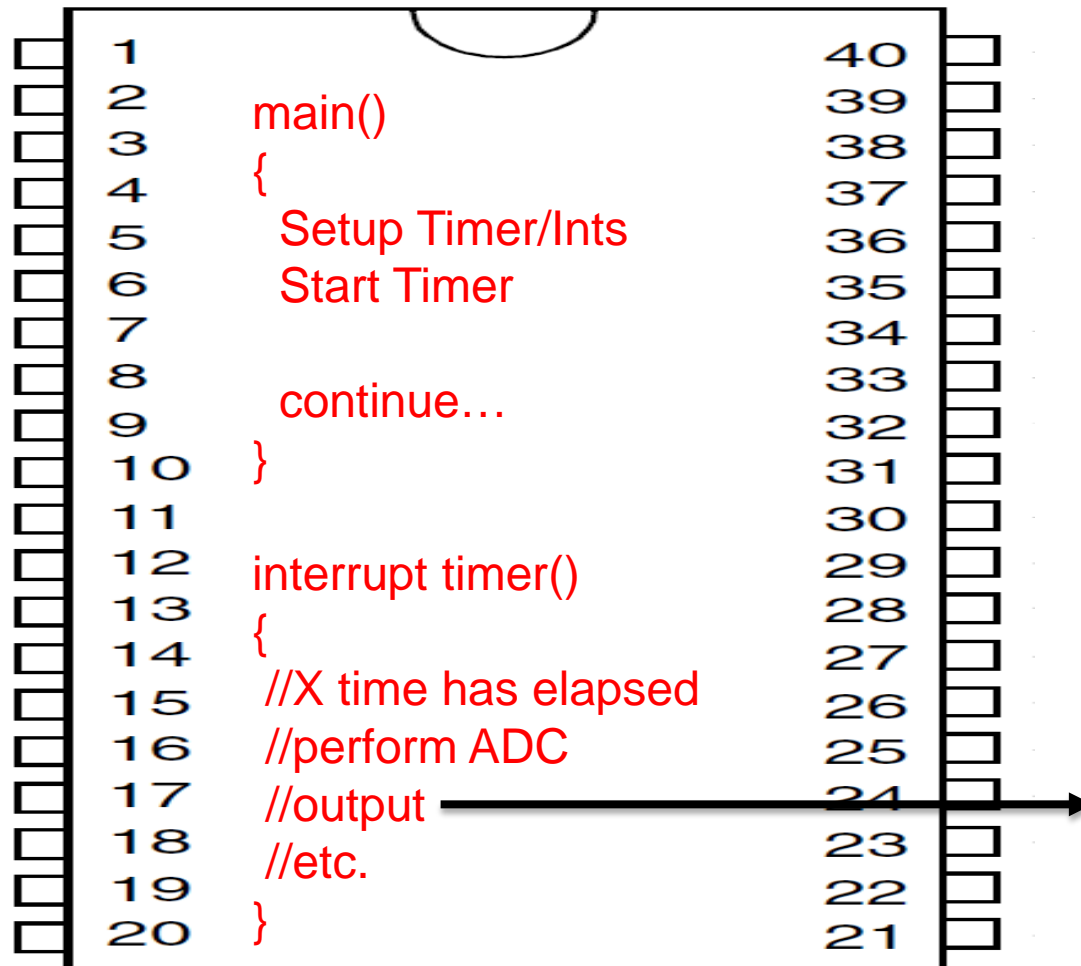 1 40
2 39
main()
3 38
{
4 37
Setup Timer/Ints
5 36
Start Timer
6 35
7 34
8 33
continue…
9 32
10 } 31
11 30
12 29
interrupt timer()
13 28
{
14 27
//X time has elapsed
15 26
//perform ADC
16 25
//output
17 24
18 23
//etc.
19 22
}
20 21